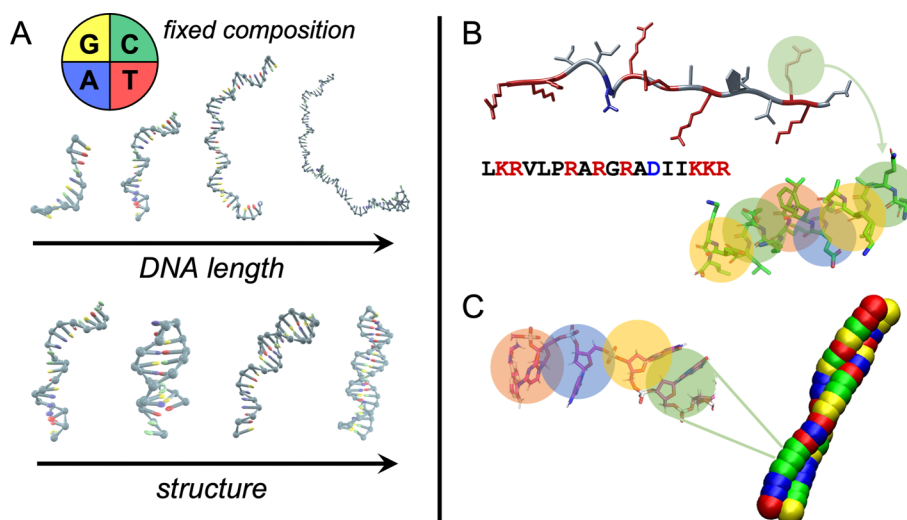 A
fixed composition
G C
A T
DNA length
structure
B
LKRVLPRARGRADIIKKR
C